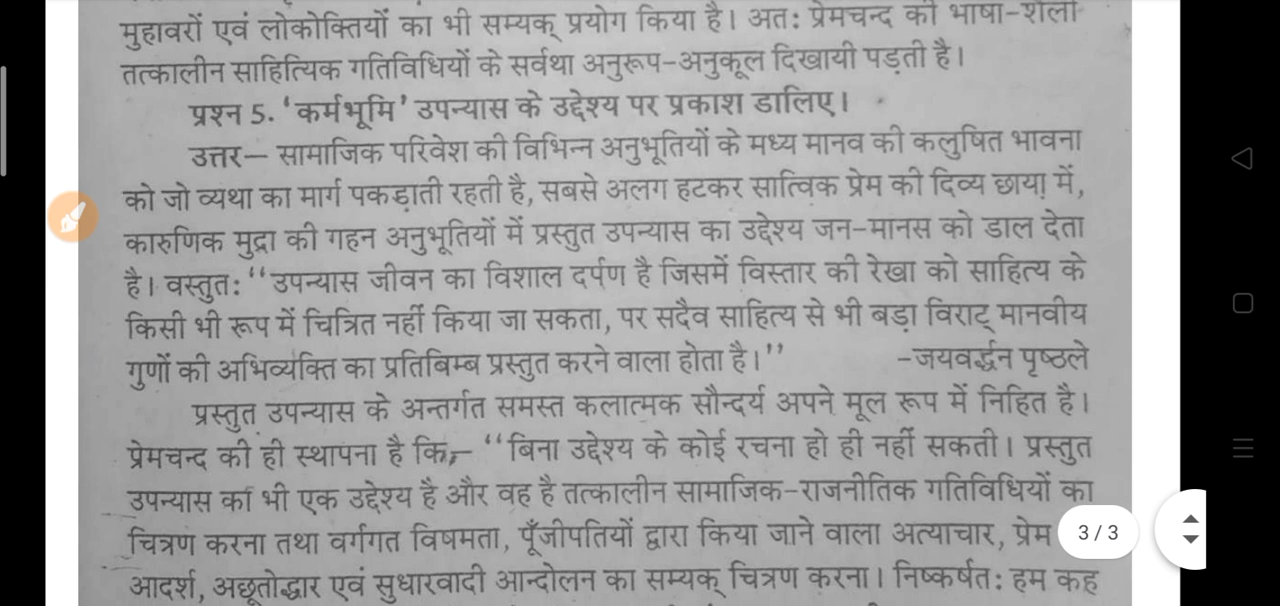 मुहावरों एवं लोकोक्तियों का भी सम्यक् प्रयोग किया है। अतः प्रेमचन्द की भाषा-शैली
तत्कालीन साहित्यिक गतिविधियों के सर्वथा अनुरूप-अनुकूल दिखायी पड़ती है।
प्रश्न 5. 'कर्मभूमि' उपन्यास के उद्देश्य पर प्रकाश डालिए।
उत्तर— सामाजिक परिवेश की विभिन्न अनुभूतियों के मध्य मानव की कलुषित भावना
को जो व्यथा का मार्ग पकड़ाती रहती है, सबसे अलग हटकर सात्विक प्रेम की दिव्य छाया में,
कारुणिक मुद्रा की गहन अनुभूतियों में प्रस्तुत उपन्यास का उद्देश्य जन-मानस को डाल देता
है। वस्तुतः ''उपन्यास जीवन का विशाल दर्पण है जिसमें विस्तार की रेखा को साहित्य के
किसी भी रूप में चित्रित नहीं किया जा सकता, पर सदैव साहित्य से भी बड़ा विराट् मानवीय
गुणों की अभिव्यक्ति का प्रतिबिम्ब प्रस्तुत करने वाला होता है।'' -जयवर्द्धन पृष्ठले
प्रस्तुत उपन्यास के अन्तर्गत समस्त कलात्मक सौन्दर्य अपने मूल रूप में निहित है।
प्रेमचन्द की ही स्थापना है कि,— ''बिना उद्देश्य के कोई रचना हो ही नहीं सकती। प्रस्तुत
उपन्यास का भी एक उद्देश्य है और वह है तत्कालीन सामाजिक-राजनीतिक गतिविधियों का
चित्रण करना तथा वर्गगत विषमता, पूँजीपतियों द्वारा किया जाने वाला अत्याचार, प्रेम
3 / 3
आदर्श, अछूतोद्धार एवं सुधारवादी आन्दोलन का सम्यक् चित्रण करना। निष्कर्षतः हम कह